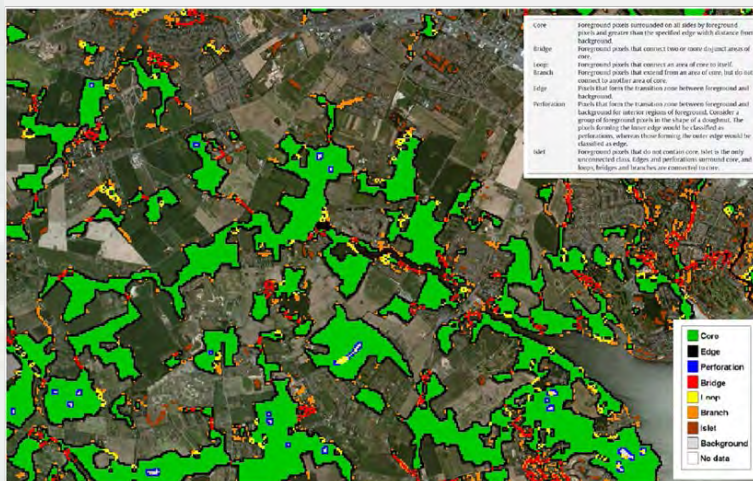 Core Foreground pixels surrounded on all sides by foreground
pixels and greater than the specified edge width distance from
background.
Bridge Foreground pixels that connect two or more disjunct areas of
core.
Loop Foreground pixels that connect an area of core to itself.
Branch Foreground pixels that extend from an area of core, but do not
connect to another area of core.
Edge Pixels that form the transition zone between foreground and
background.
Perforation Pixels that form the transition zone between foreground and
background for interior regions of foreground. Consider a
group of foreground pixels in the shape of a doughnut. The
pixels forming the inner edge would be classified as
perforations, whereas those forming the outer edge would be
classified as edge.
Islet Foreground pixels that do not contain core. Islet is the only
unconnected class. Edges and perforations surround core, and
loops, bridges and branches are connected to core.
Core
Edge
Perforation
Bridge
Loop
Branch
Islet
Background
No data